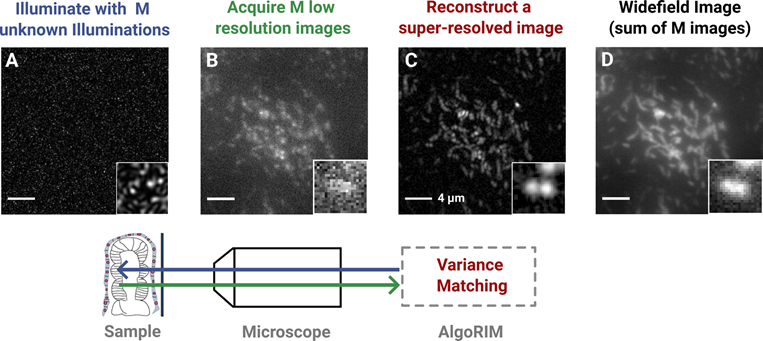 Illuminate with M
unknown Illuminations
Acquire M low
resolution images
Reconstruct a
super-resolved image
Widefield Image
(sum of M images)
A
B
C
D
4 µm
Variance
Matching
Sample
Microscope
AlgoRIM